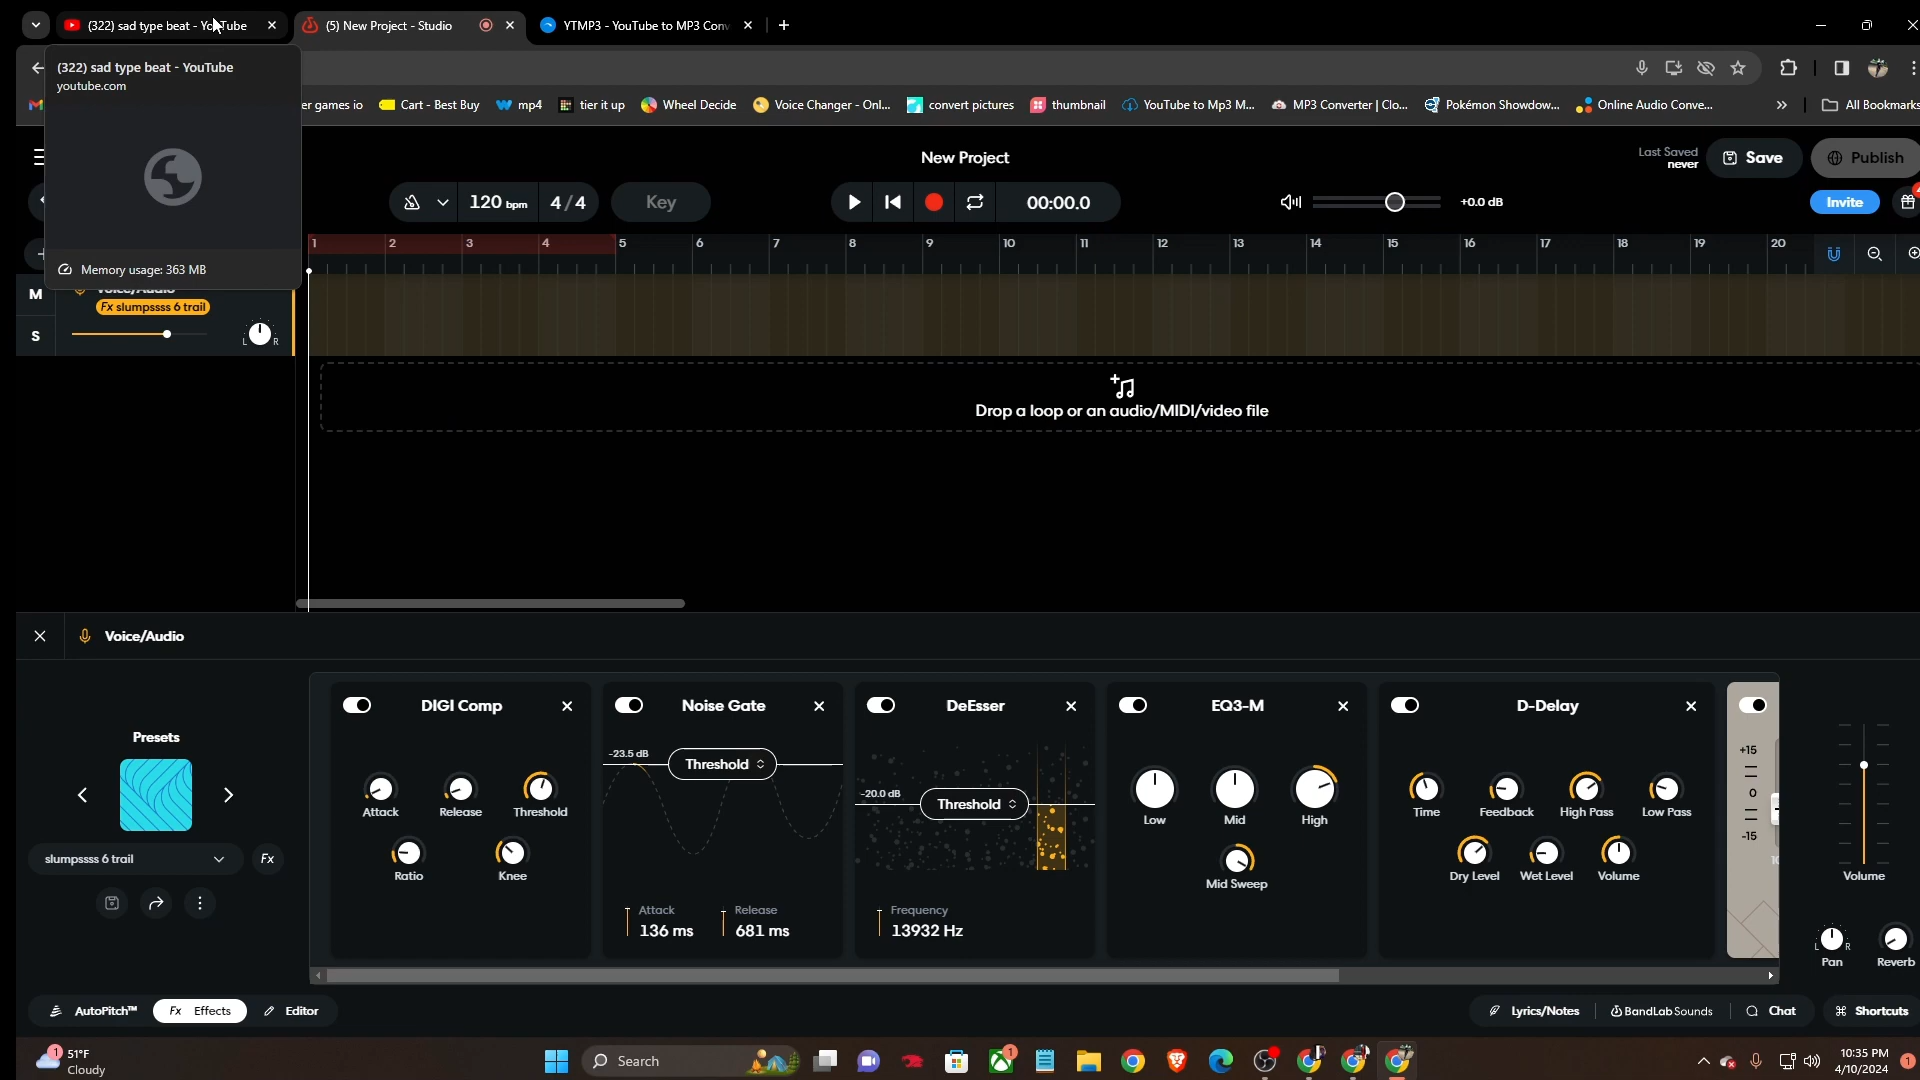 (322) sad type beat - YouTube
(5) New Project - Studio
YTMP3 - YouTube to MP3 Conv
(322) sad type beat - YouTube
youtube.com
Memory usage: 363 MB
er games io
Cart - Best Buy
mp4
tier it up
Wheel Decide
Voice Changer - Onl...
convert pictures
thumbnail
YouTube to Mp3 M...
MP3 Converter | Clo...
Pokémon Showdow...
Online Audio Conve...
All Bookmarks
New Project
Last Saved
never
Save
Publish
120 bpm
4/4
Key
00:00.0
+0.0 dB
Invite
1 2 3 4 5 6 7 8 9 10 11 12 13 14 15 16 17 18 19 20
M
Voice/Audio
Fx slumpssss 6 trail
S
L R
Drop a loop or an audio/MIDI/video file
Voice/Audio
Presets
slumpssss 6 trail
Fx
DIGI Comp
Attack
Release
Threshold
Ratio
Knee
Noise Gate
-23.5 dB
Threshold
Attack
136 ms
Release
681 ms
DeEsser
-20.0 dB
Threshold
Frequency
13932 Hz
EQ3-M
Low
Mid
High
Mid Sweep
D-Delay
Time
Feedback
High Pass
Low Pass
Dry Level
Wet Level
Volume
+15
0
-15
10
Volume
L R
Pan
Reverb
AutoPitch™
Fx Effects
Editor
Lyrics/Notes
BandLab Sounds
Chat
Shortcuts
1
51°F
Cloudy
Search
1
10:35 PM
4/10/2024
1